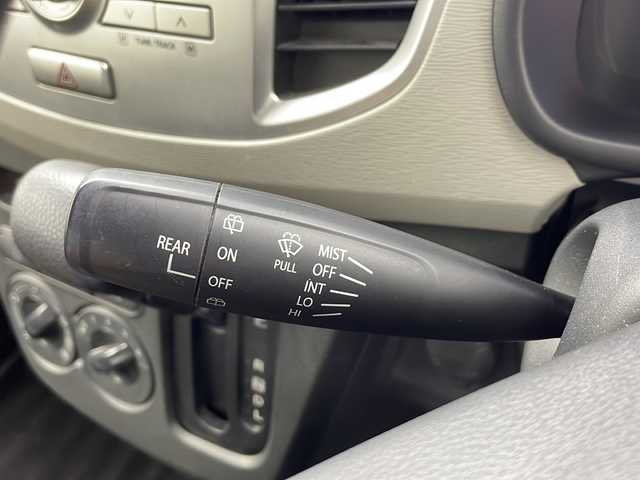 TUNE TRACK
REAR
ON
OFF
PULL
MIST
OFF
INT
LO
HI
P
R